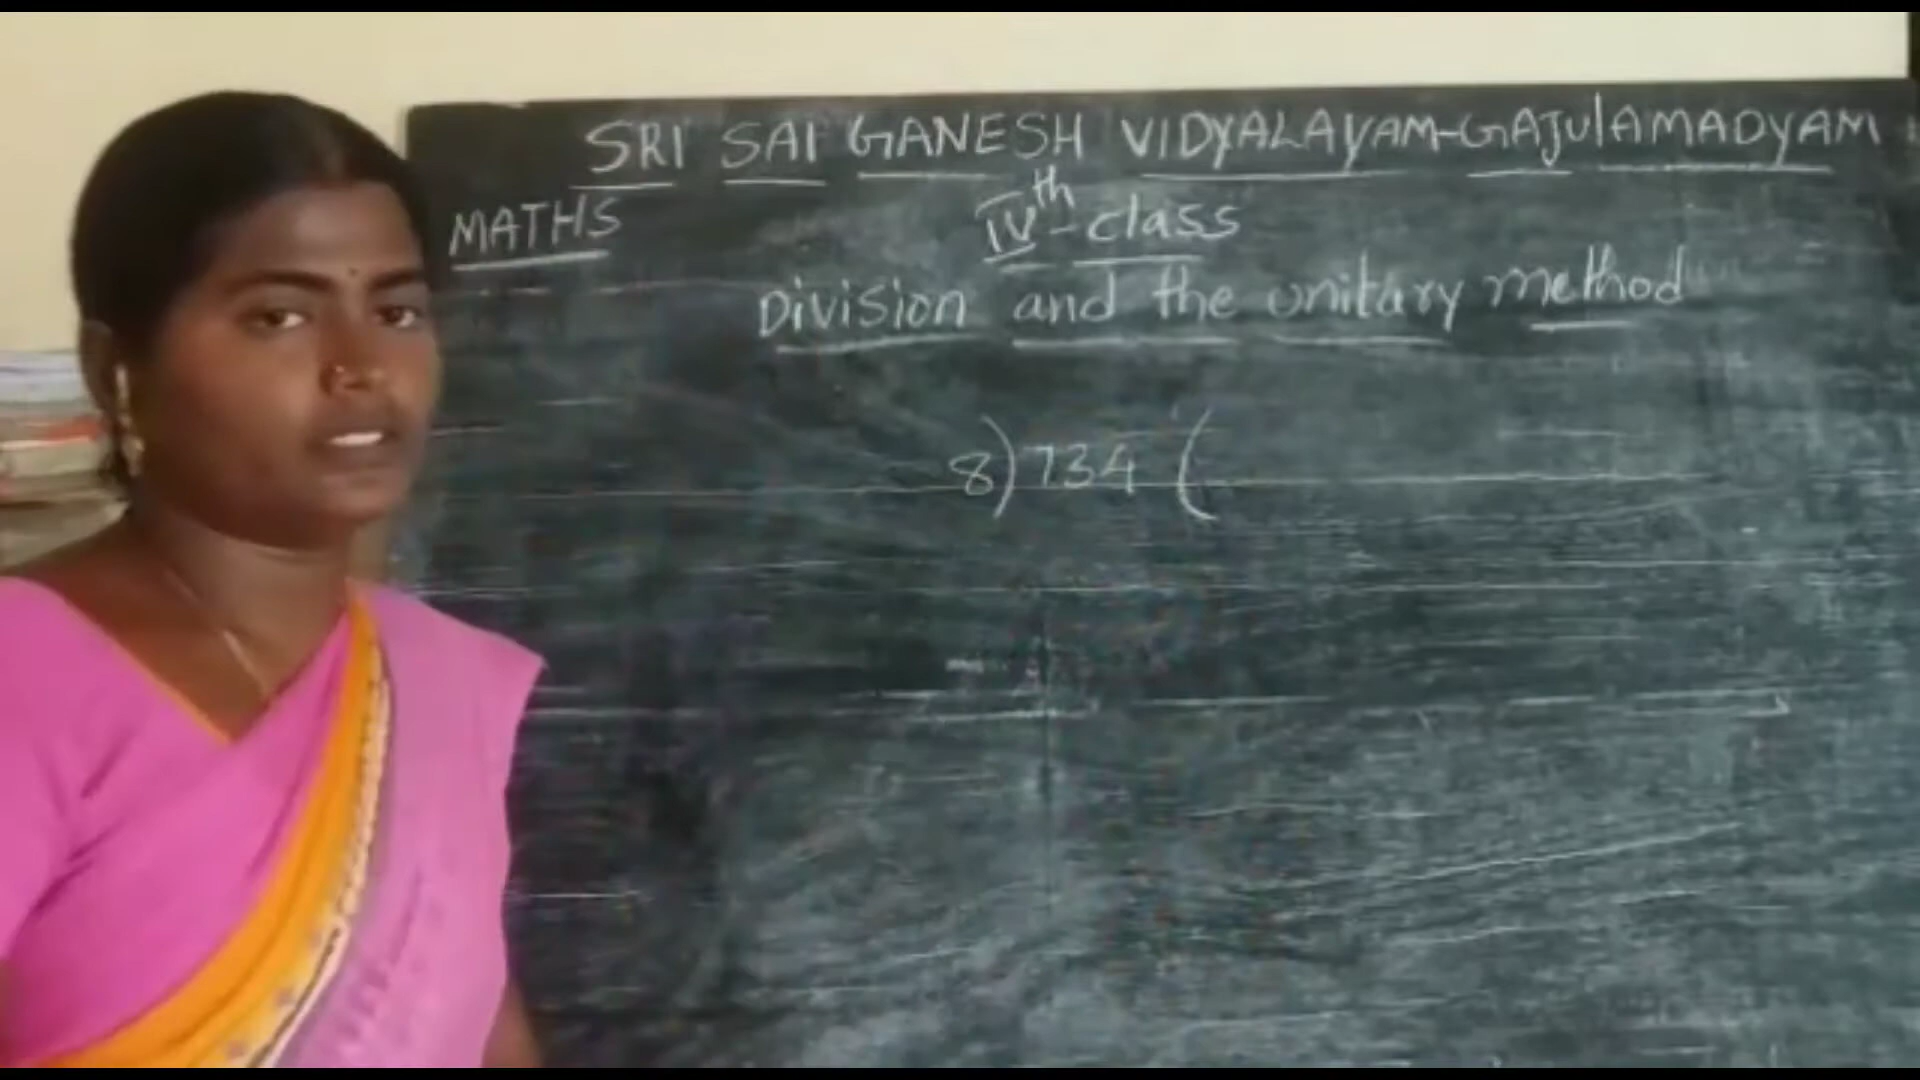 SRI SAI GANESH VIDYALAYAM-GAJULAMADYAM
MATHS
IVth-class
Division and the unitary method
8)734(